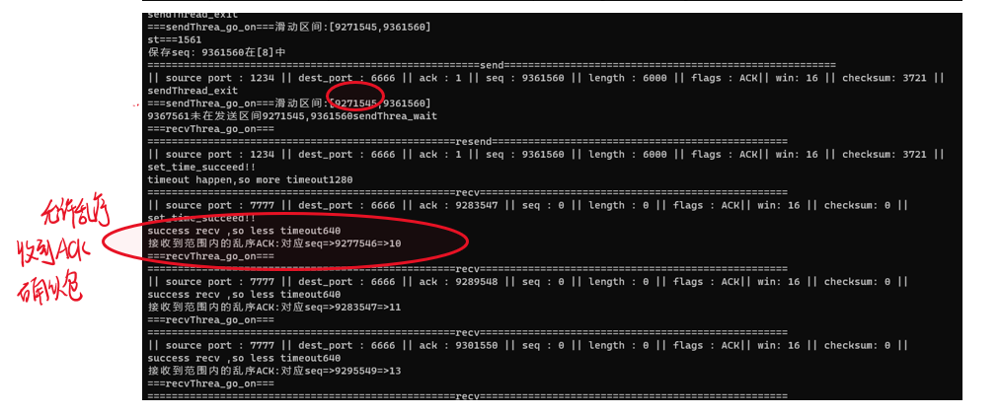 sendThread_exit
===sendThrea_go_on===滑动区间:[9271545,9361560]
st===1561
保存seq: 9361560在[8]中
========================================================send========================================================
|| source port : 1234 || dest_port : 6666 || ack : 1 || seq : 9361560 || length : 6000 || flags : ACK|| win: 16 || checksum: 3721 ||
sendThread_exit
===sendThrea_go_on===滑动区间:[9271545,9361560]
9367561未在发送区间9271545,9361560sendThrea_wait
===recvThrea_go_on===
====================================================resend==================================================
|| source port : 1234 || dest_port : 6666 || ack : 1 || seq : 9361560 || length : 6000 || flags : ACK|| win: 16 || checksum: 3721 ||
set_time_succeed!!
timeout happen,so more timeout1280
====================================================recv====================================================
|| source port : 7777 || dest_port : 6666 || ack : 9283547 || seq : 0 || length : 0 || flags : ACK|| win: 16 || checksum: 0 ||
set_time_succeed!!
success recv ,so less timeout640
接收到范围内的乱序ACK:对应seq=>9277546=>10
===recvThrea_go_on===
====================================================recv====================================================
|| source port : 7777 || dest_port : 6666 || ack : 9289548 || seq : 0 || length : 0 || flags : ACK|| win: 16 || checksum: 0 ||
success recv ,so less timeout640
接收到范围内的乱序ACK:对应seq=>9283547=>11
===recvThrea_go_on===
====================================================recv====================================================
|| source port : 7777 || dest_port : 6666 || ack : 9301550 || seq : 0 || length : 0 || flags : ACK|| win: 16 || checksum: 0 ||
success recv ,so less timeout640
接收到范围内的乱序ACK:对应seq=>9295549=>13
===recvThrea_go_on===
====================================================recv====================================================
允许乱序
收到ACK
确认包